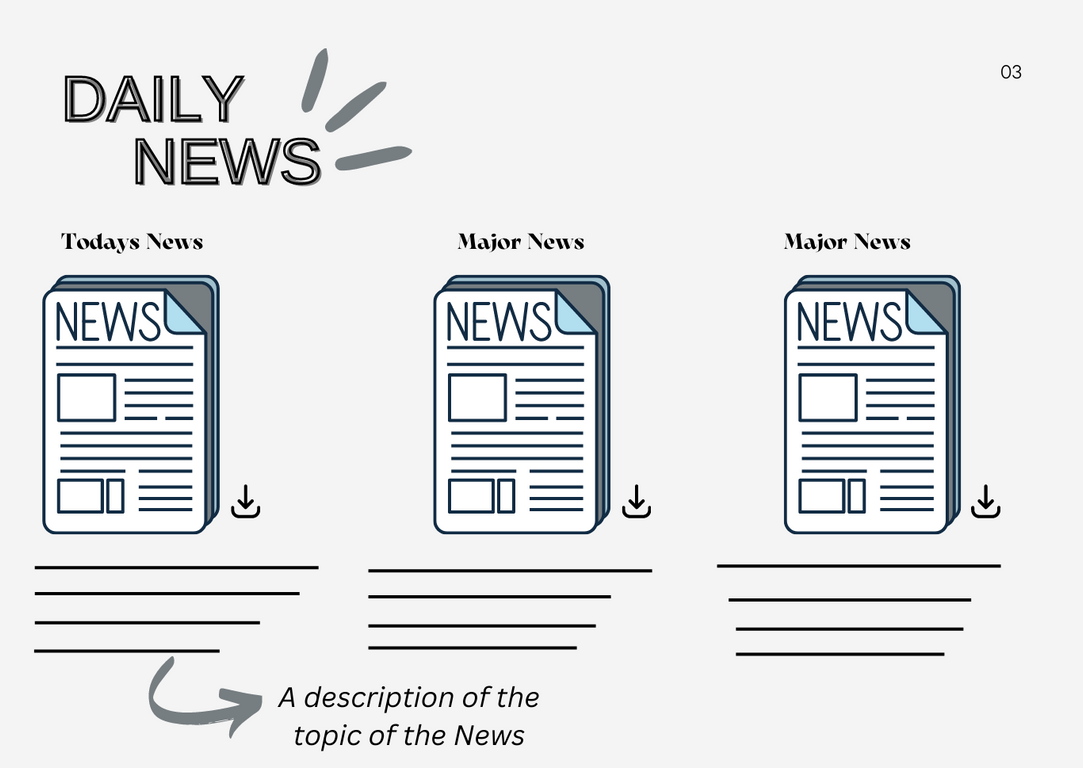 DAILY
NEWS
03
Todays News
Major News
Major News
NEWS
NEWS
NEWS
A description of the
topic of the News